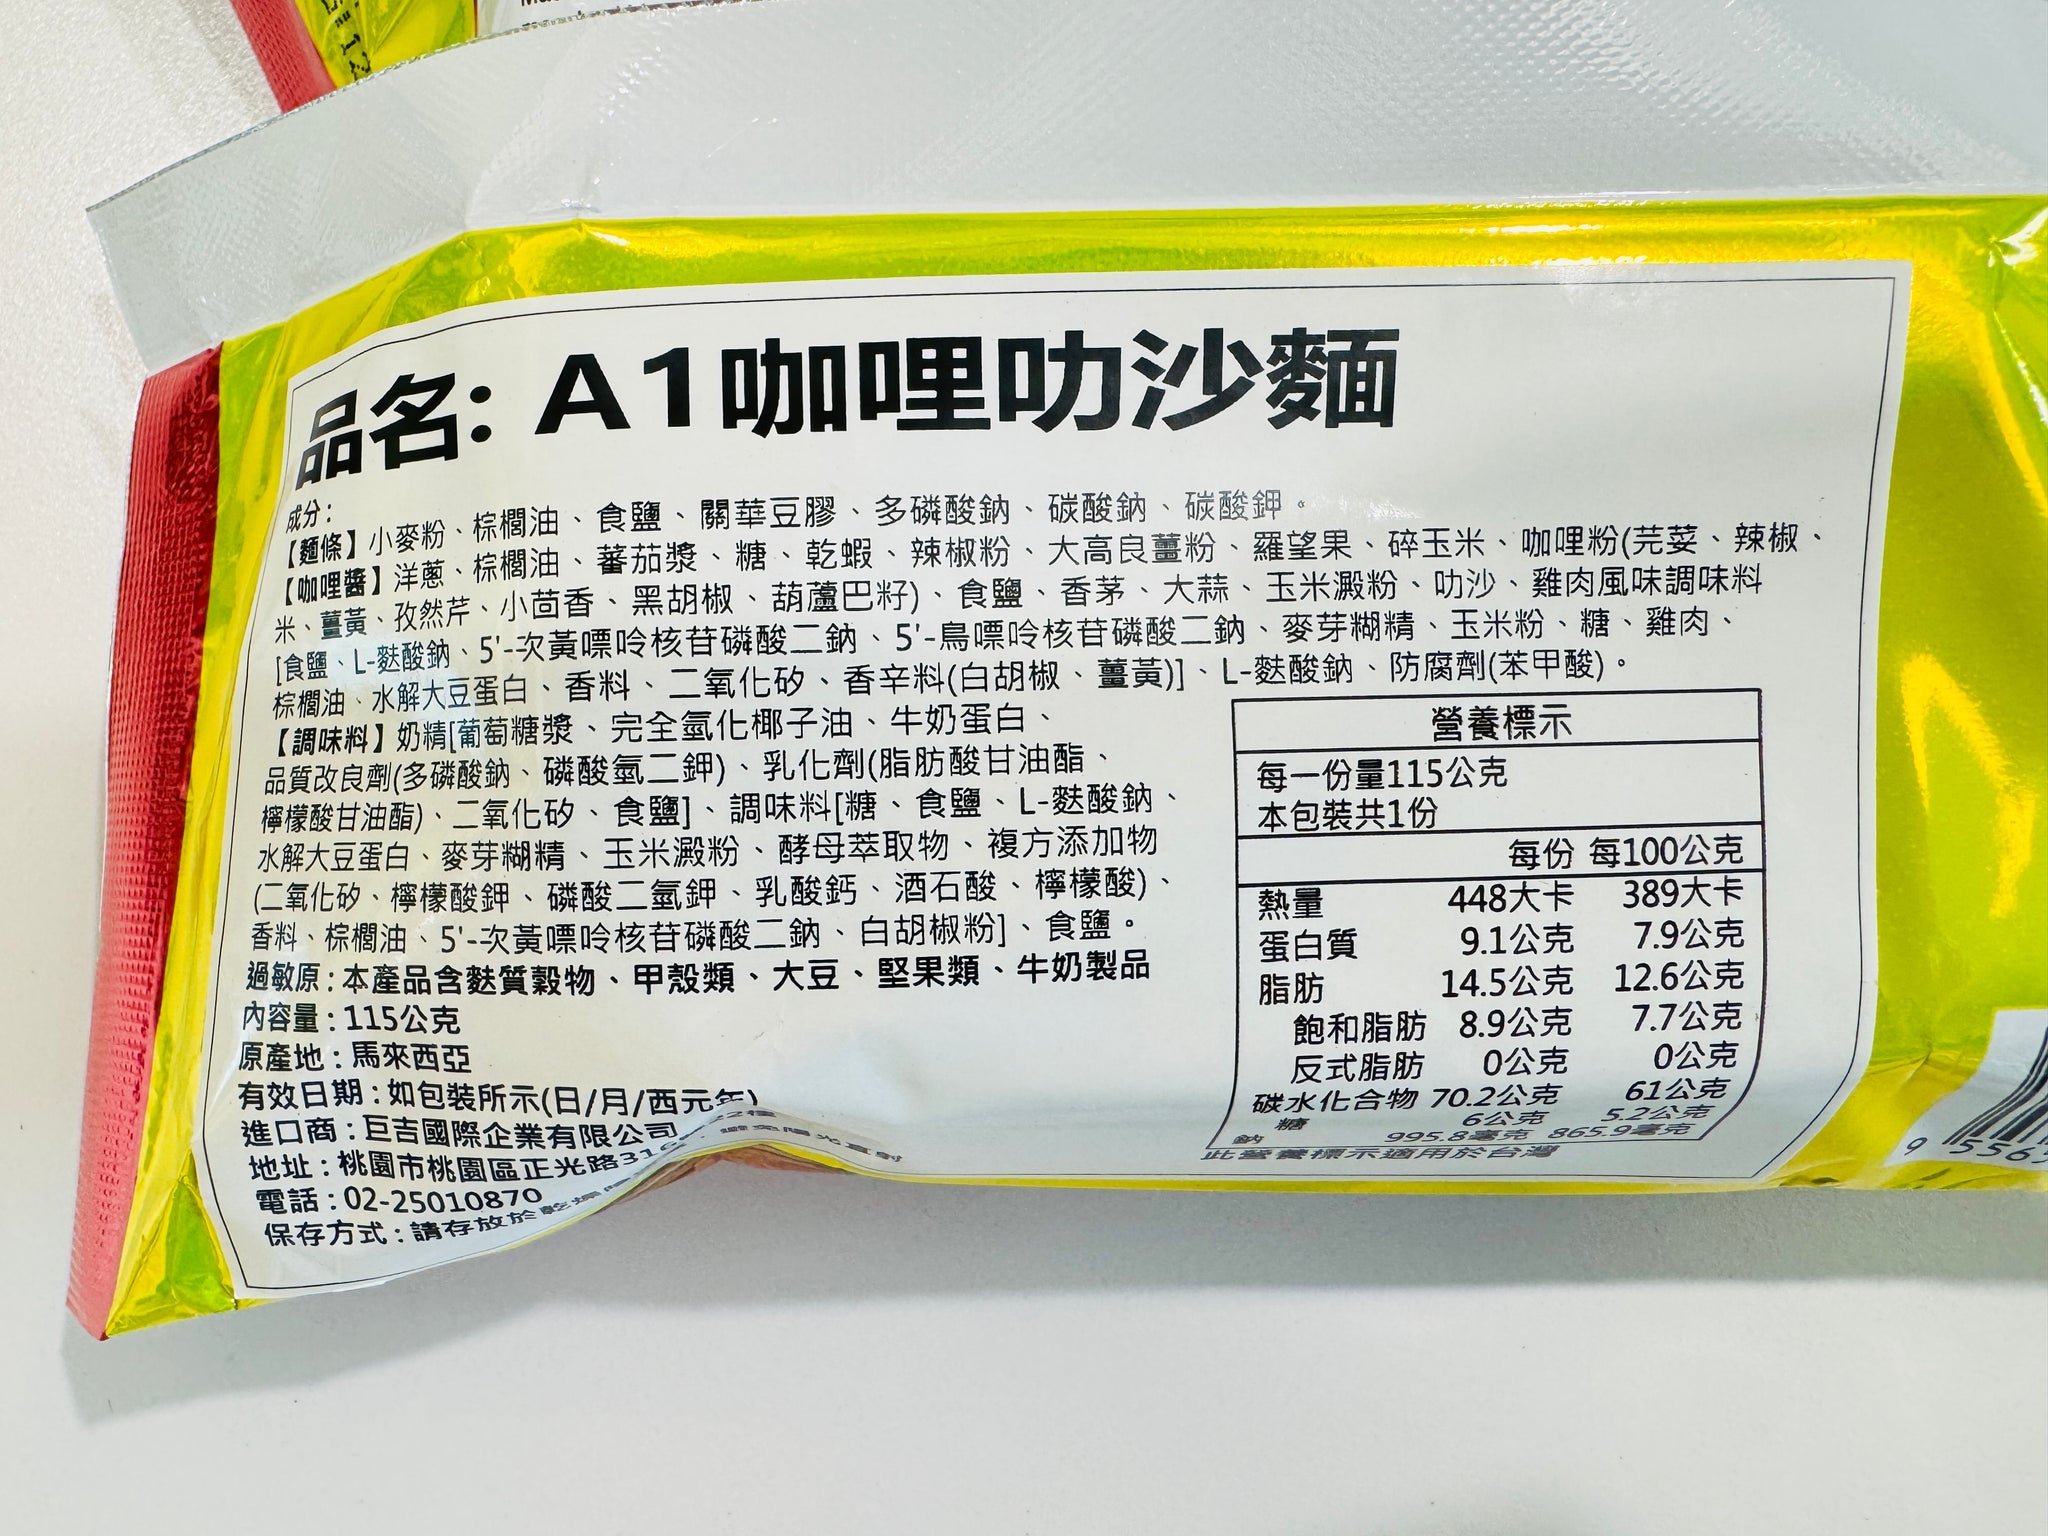 品名: A1咖哩叻沙麵
成分:
【麵條】小麥粉、棕櫚油、食鹽、關華豆膠、多磷酸鈉、碳酸鈉、碳酸鉀。
【咖哩醬】洋蔥、棕櫚油、蕃茄漿、糖、乾蝦、辣椒粉、大高良薑粉、羅望果、碎玉米、咖哩粉(芫荽、辣椒、
米、薑黃、孜然芹、小茴香、黑胡椒、葫蘆巴籽)、食鹽、香茅、大蒜、玉米澱粉、叻沙、雞肉風味調味料
[食鹽、L-麩酸鈉、5'-次黃嘌呤核苷磷酸二鈉、5'-鳥嘌呤核苷磷酸二鈉、麥芽糊精、玉米粉、糖、雞肉、
棕櫚油、水解大豆蛋白、香料、二氧化矽、香辛料(白胡椒、薑黃)]、L-麩酸鈉、防腐劑(苯甲酸)。
【調味料】奶精[葡萄糖漿、完全氫化椰子油、牛奶蛋白、
品質改良劑(多磷酸鈉、磷酸氫二鉀)、乳化劑(脂肪酸甘油酯、
檸檬酸甘油酯)、二氧化矽、食鹽]、調味料[糖、食鹽、L-麩酸鈉、
水解大豆蛋白、麥芽糊精、玉米澱粉、酵母萃取物、複方添加物
(二氧化矽、檸檬酸鉀、磷酸二氫鉀、乳酸鈣、酒石酸、檸檬酸)、
香料、棕櫚油、5'-次黃嘌呤核苷磷酸二鈉、白胡椒粉]、食鹽。
過敏原:本產品含麩質穀物、甲殼類、大豆、堅果類、牛奶製品
內容量:115公克
原產地:馬來西亞
有效日期:如包裝所示(日/月/西元年)
進口商:巨吉國際企業有限公司
地址:桃園市桃園區正光路316
電話:02-25010870
保存方式:請存放於乾燥 避免陽光直射
營養標示
每一份量115公克
本包裝共1份
每份 每100公克
熱量 448大卡 389大卡
蛋白質 9.1公克 7.9公克
脂肪 14.5公克 12.6公克
飽和脂肪 8.9公克 7.7公克
反式脂肪 0公克 0公克
碳水化合物 70.2公克 61公克
糖 6公克 5.2公克
鈉 995.8毫克 865.9毫克
此營養標示適用於台灣
9 556